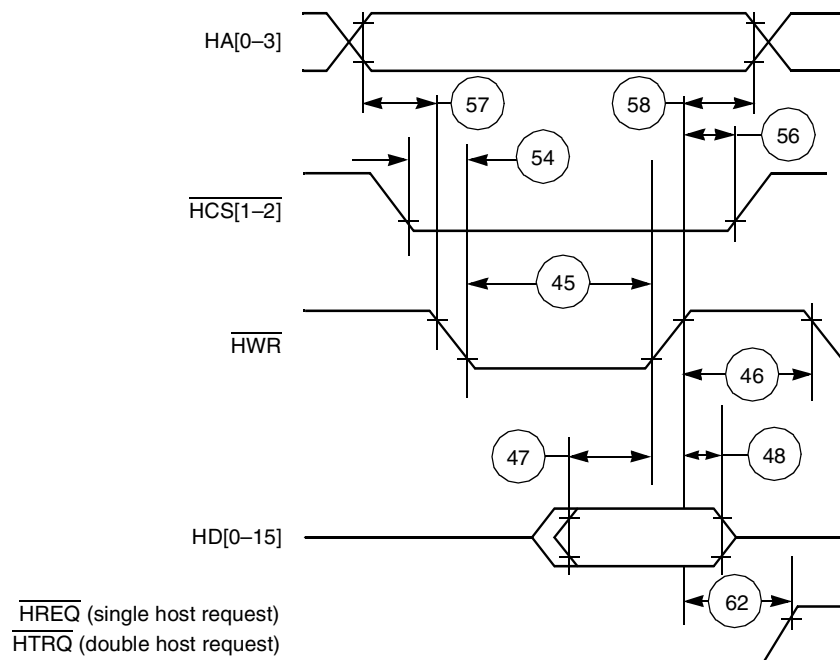 HA[0–3]
57
58
56
54
HCS[1–2]
45
HWR
46
47
48
HD[0–15]
62
HREQ (single host request)
HTRQ (double host request)